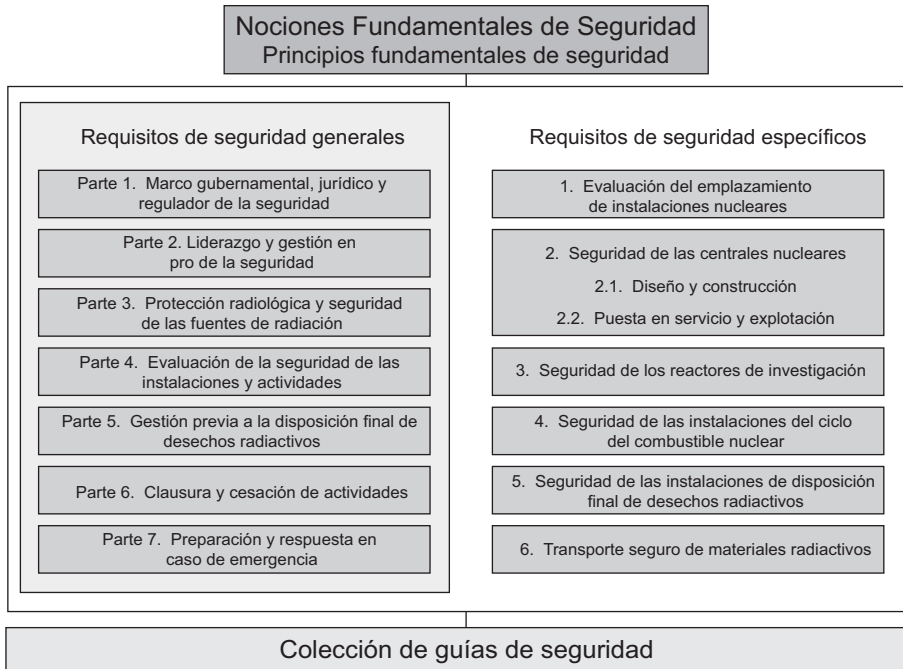 Nociones Fundamentales de Seguridad
Principios fundamentales de seguridad
Requisitos de seguridad generales
Parte 1. Marco gubernamental, jurídico y
regulador de la seguridad
Parte 2. Liderazgo y gestión en
pro de la seguridad
Parte 3. Protección radiológica y seguridad
de las fuentes de radiación
Parte 4. Evaluación de la seguridad de las
instalaciones y actividades
Parte 5. Gestión previa a la disposición final de
desechos radiactivos
Parte 6. Clausura y cesación de actividades
Parte 7. Preparación y respuesta en
caso de emergencia
Requisitos de seguridad específicos
1. Evaluación del emplazamiento
de instalaciones nucleares
2. Seguridad de las centrales nucleares
2.1. Diseño y construcción
2.2. Puesta en servicio y explotación
3. Seguridad de los reactores de investigación
4. Seguridad de las instalaciones del ciclo
del combustible nuclear
5. Seguridad de las instalaciones de disposición
final de desechos radiactivos
6. Transporte seguro de materiales radiactivos
Colección de guías de seguridad